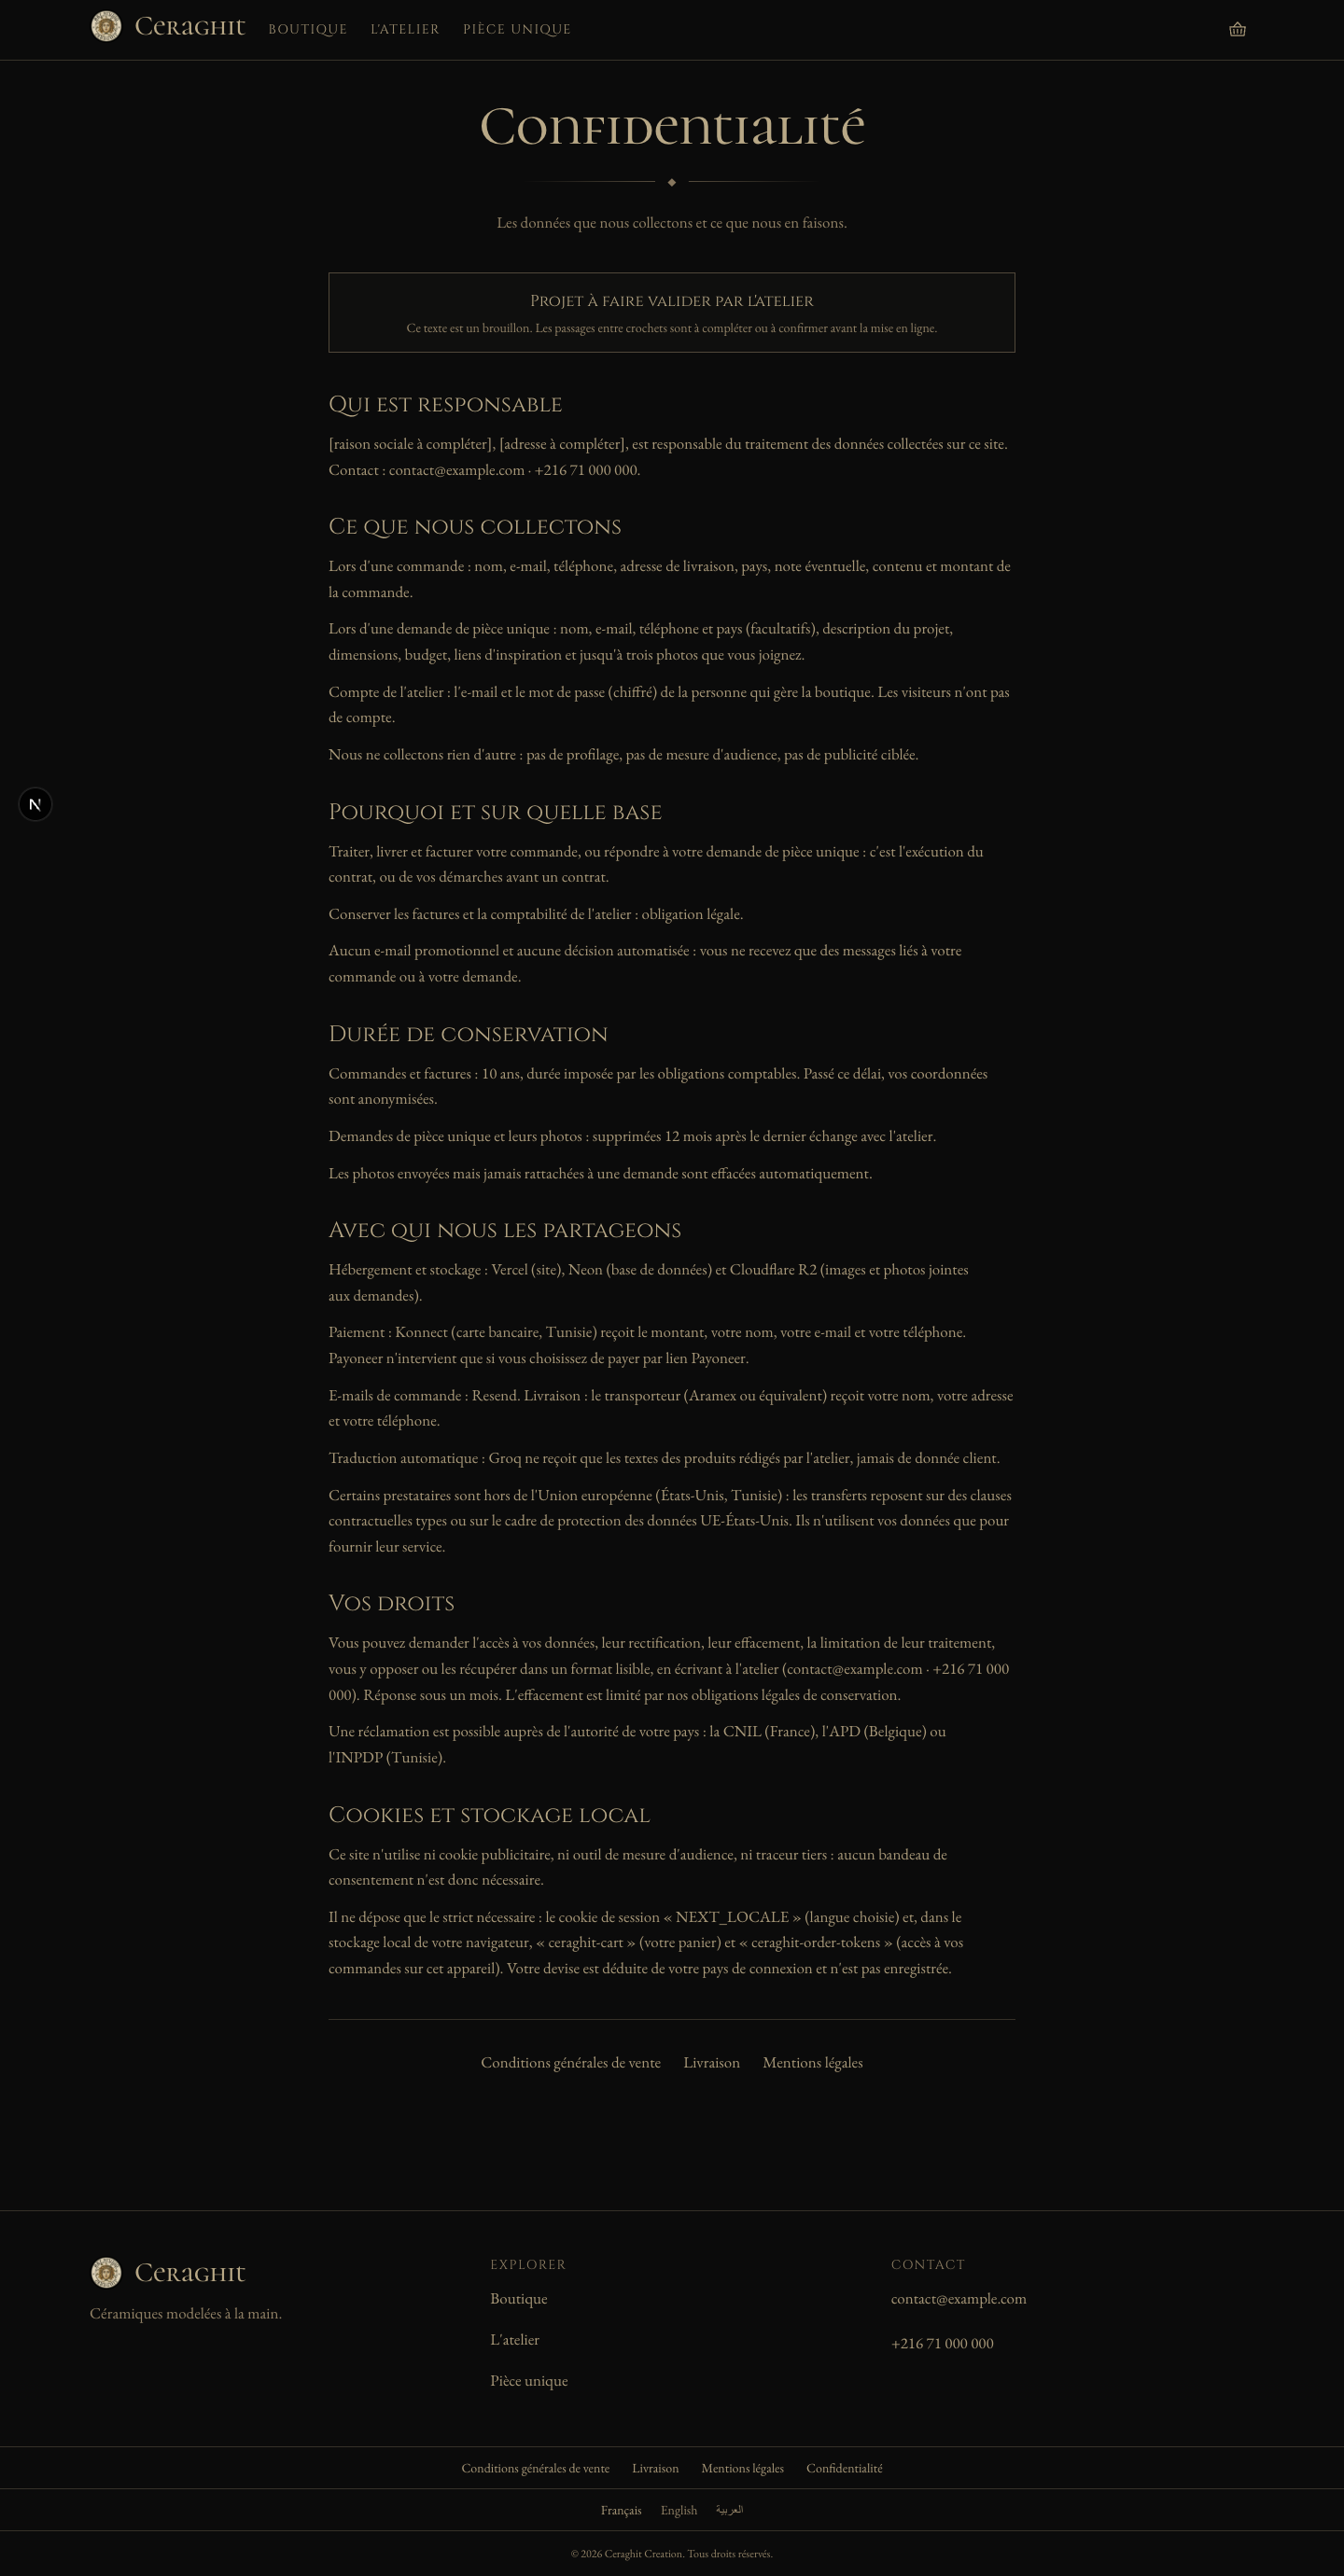 Ceraghit BOUTIQUE L'ATELIER PIÈCE UNIQUE
Confidentialité
Les données que nous collectons et ce que nous en faisons.
Projet à faire valider par l'atelier
Ce texte est un brouillon. Les passages entre crochets sont à compléter ou à confirmer avant la mise en ligne.
Qui est responsable
[raison sociale à compléter], [adresse à compléter], est responsable du traitement des données collectées sur ce site.
Contact : contact@example.com · +216 71 000 000.
Ce que nous collectons
Lors d'une commande : nom, e-mail, téléphone, adresse de livraison, pays, note éventuelle, contenu et montant de
la commande.
Lors d'une demande de pièce unique : nom, e-mail, téléphone et pays (facultatifs), description du projet,
dimensions, budget, liens d'inspiration et jusqu'à trois photos que vous joignez.
Compte de l'atelier : l'e-mail et le mot de passe (chiffré) de la personne qui gère la boutique. Les visiteurs n'ont pas
de compte.
Nous ne collectons rien d'autre : pas de profilage, pas de mesure d'audience, pas de publicité ciblée.
N
Pourquoi et sur quelle base
Traiter, livrer et facturer votre commande, ou répondre à votre demande de pièce unique : c'est l'exécution du
contrat, ou de vos démarches avant un contrat.
Conserver les factures et la comptabilité de l'atelier : obligation légale.
Aucun e-mail promotionnel et aucune décision automatisée : vous ne recevez que des messages liés à votre
commande ou à votre demande.
Durée de conservation
Commandes et factures : 10 ans, durée imposée par les obligations comptables. Passé ce délai, vos coordonnées
sont anonymisées.
Demandes de pièce unique et leurs photos : supprimées 12 mois après le dernier échange avec l'atelier.
Les photos envoyées mais jamais rattachées à une demande sont effacées automatiquement.
Avec qui nous les partageons
Hébergement et stockage : Vercel (site), Neon (base de données) et Cloudflare R2 (images et photos jointes
aux demandes).
Paiement : Konnect (carte bancaire, Tunisie) reçoit le montant, votre nom, votre e-mail et votre téléphone.
Payoneer n'intervient que si vous choisissez de payer par lien Payoneer.
E-mails de commande : Resend. Livraison : le transporteur (Aramex ou équivalent) reçoit votre nom, votre adresse
et votre téléphone.
Traduction automatique : Groq ne reçoit que les textes des produits rédigés par l'atelier, jamais de donnée client.
Certains prestataires sont hors de l'Union européenne (États-Unis, Tunisie) : les transferts reposent sur des clauses
contractuelles types ou sur le cadre de protection des données UE-États-Unis. Ils n'utilisent vos données que pour
fournir leur service.
Vos droits
Vous pouvez demander l'accès à vos données, leur rectification, leur effacement, la limitation de leur traitement,
vous y opposer ou les récupérer dans un format lisible, en écrivant à l'atelier (contact@example.com · +216 71 000
000). Réponse sous un mois. L'effacement est limité par nos obligations légales de conservation.
Une réclamation est possible auprès de l'autorité de votre pays : la CNIL (France), l'APD (Belgique) ou
l'INPDP (Tunisie).
Cookies et stockage local
Ce site n'utilise ni cookie publicitaire, ni outil de mesure d'audience, ni traceur tiers : aucun bandeau de
consentement n'est donc nécessaire.
Il ne dépose que le strict nécessaire : le cookie de session « NEXT_LOCALE » (langue choisie) et, dans le
stockage local de votre navigateur, « ceraghit-cart » (votre panier) et « ceraghit-order-tokens » (accès à vos
commandes sur cet appareil). Votre devise est déduite de votre pays de connexion et n'est pas enregistrée.
Conditions générales de vente Livraison Mentions légales
Ceraghit
Céramiques modelées à la main.
EXPLORER
Boutique
L'atelier
Pièce unique
CONTACT
contact@example.com
+216 71 000 000
Conditions générales de vente Livraison Mentions légales Confidentialité
Français English العربية
© 2026 Ceraghit Creation. Tous droits réservés.